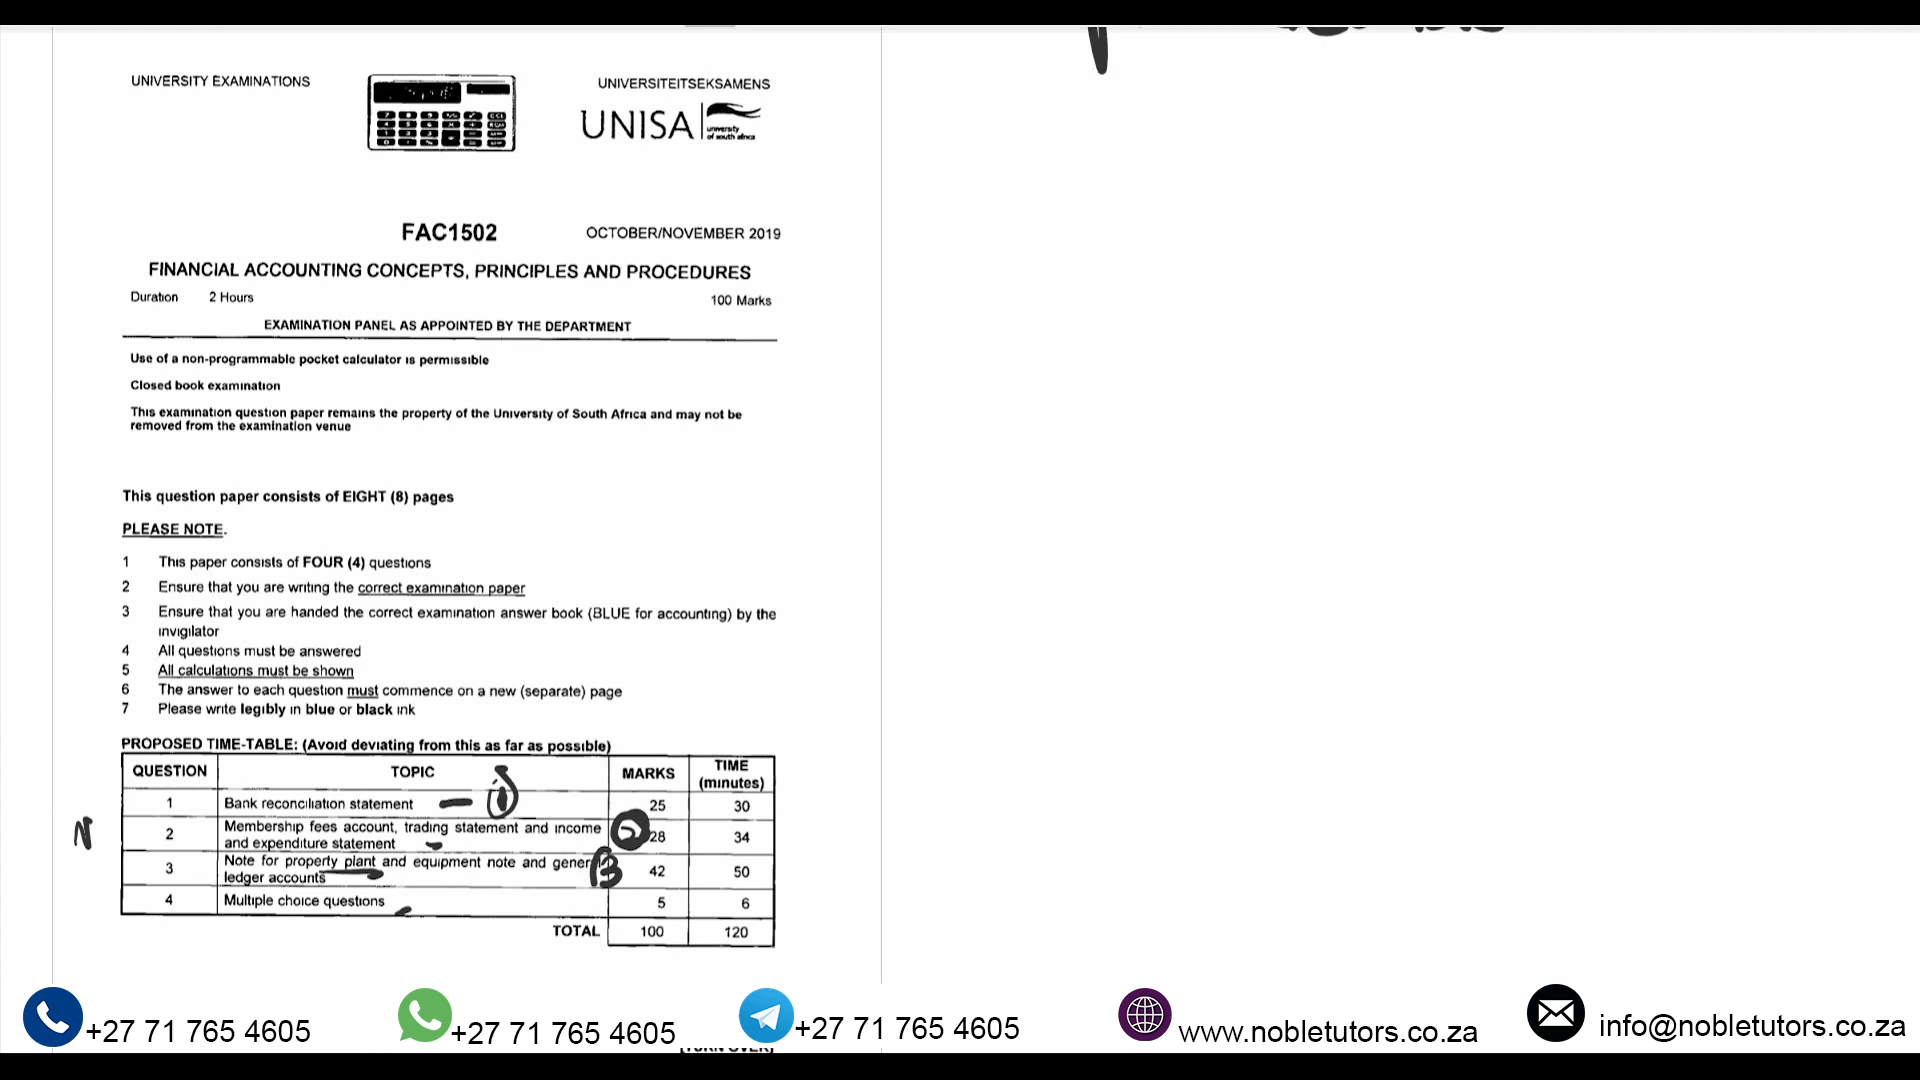 UNIVERSITY EXAMINATIONS
UNIVERSITEITSEKSAMENS
UNISA
university
of south africa
FAC1502
OCTOBER/NOVEMBER 2019
FINANCIAL ACCOUNTING CONCEPTS, PRINCIPLES AND PROCEDURES
Duration 2 Hours
100 Marks
EXAMINATION PANEL AS APPOINTED BY THE DEPARTMENT
Use of a non-programmable pocket calculator is permissible
Closed book examination
This examination question paper remains the property of the University of South Africa and may not be
removed from the examination venue
This question paper consists of EIGHT (8) pages
PLEASE NOTE.
1 This paper consists of FOUR (4) questions
2 Ensure that you are writing the correct examination paper
3 Ensure that you are handed the correct examination answer book (BLUE for accounting) by the
invigilator
4 All questions must be answered
5 All calculations must be shown
6 The answer to each question must commence on a new (separate) page
7 Please write legibly in blue or black ink
PROPOSED TIME-TABLE: (Avoid deviating from this as far as possible)
QUESTION TOPIC MARKS TIME
(minutes)
1 Bank reconciliation statement 1 25 30
2 Membership fees account, trading statement and income
and expenditure statement 2 28 34
3 Note for property plant and equipment note and general
ledger accounts 3 42 50
4 Multiple choice questions 5 6
TOTAL 100 120
[TURN OVER]
+27 71 765 4605
+27 71 765 4605
+27 71 765 4605
www.nobletutors.co.za
info@nobletutors.co.za